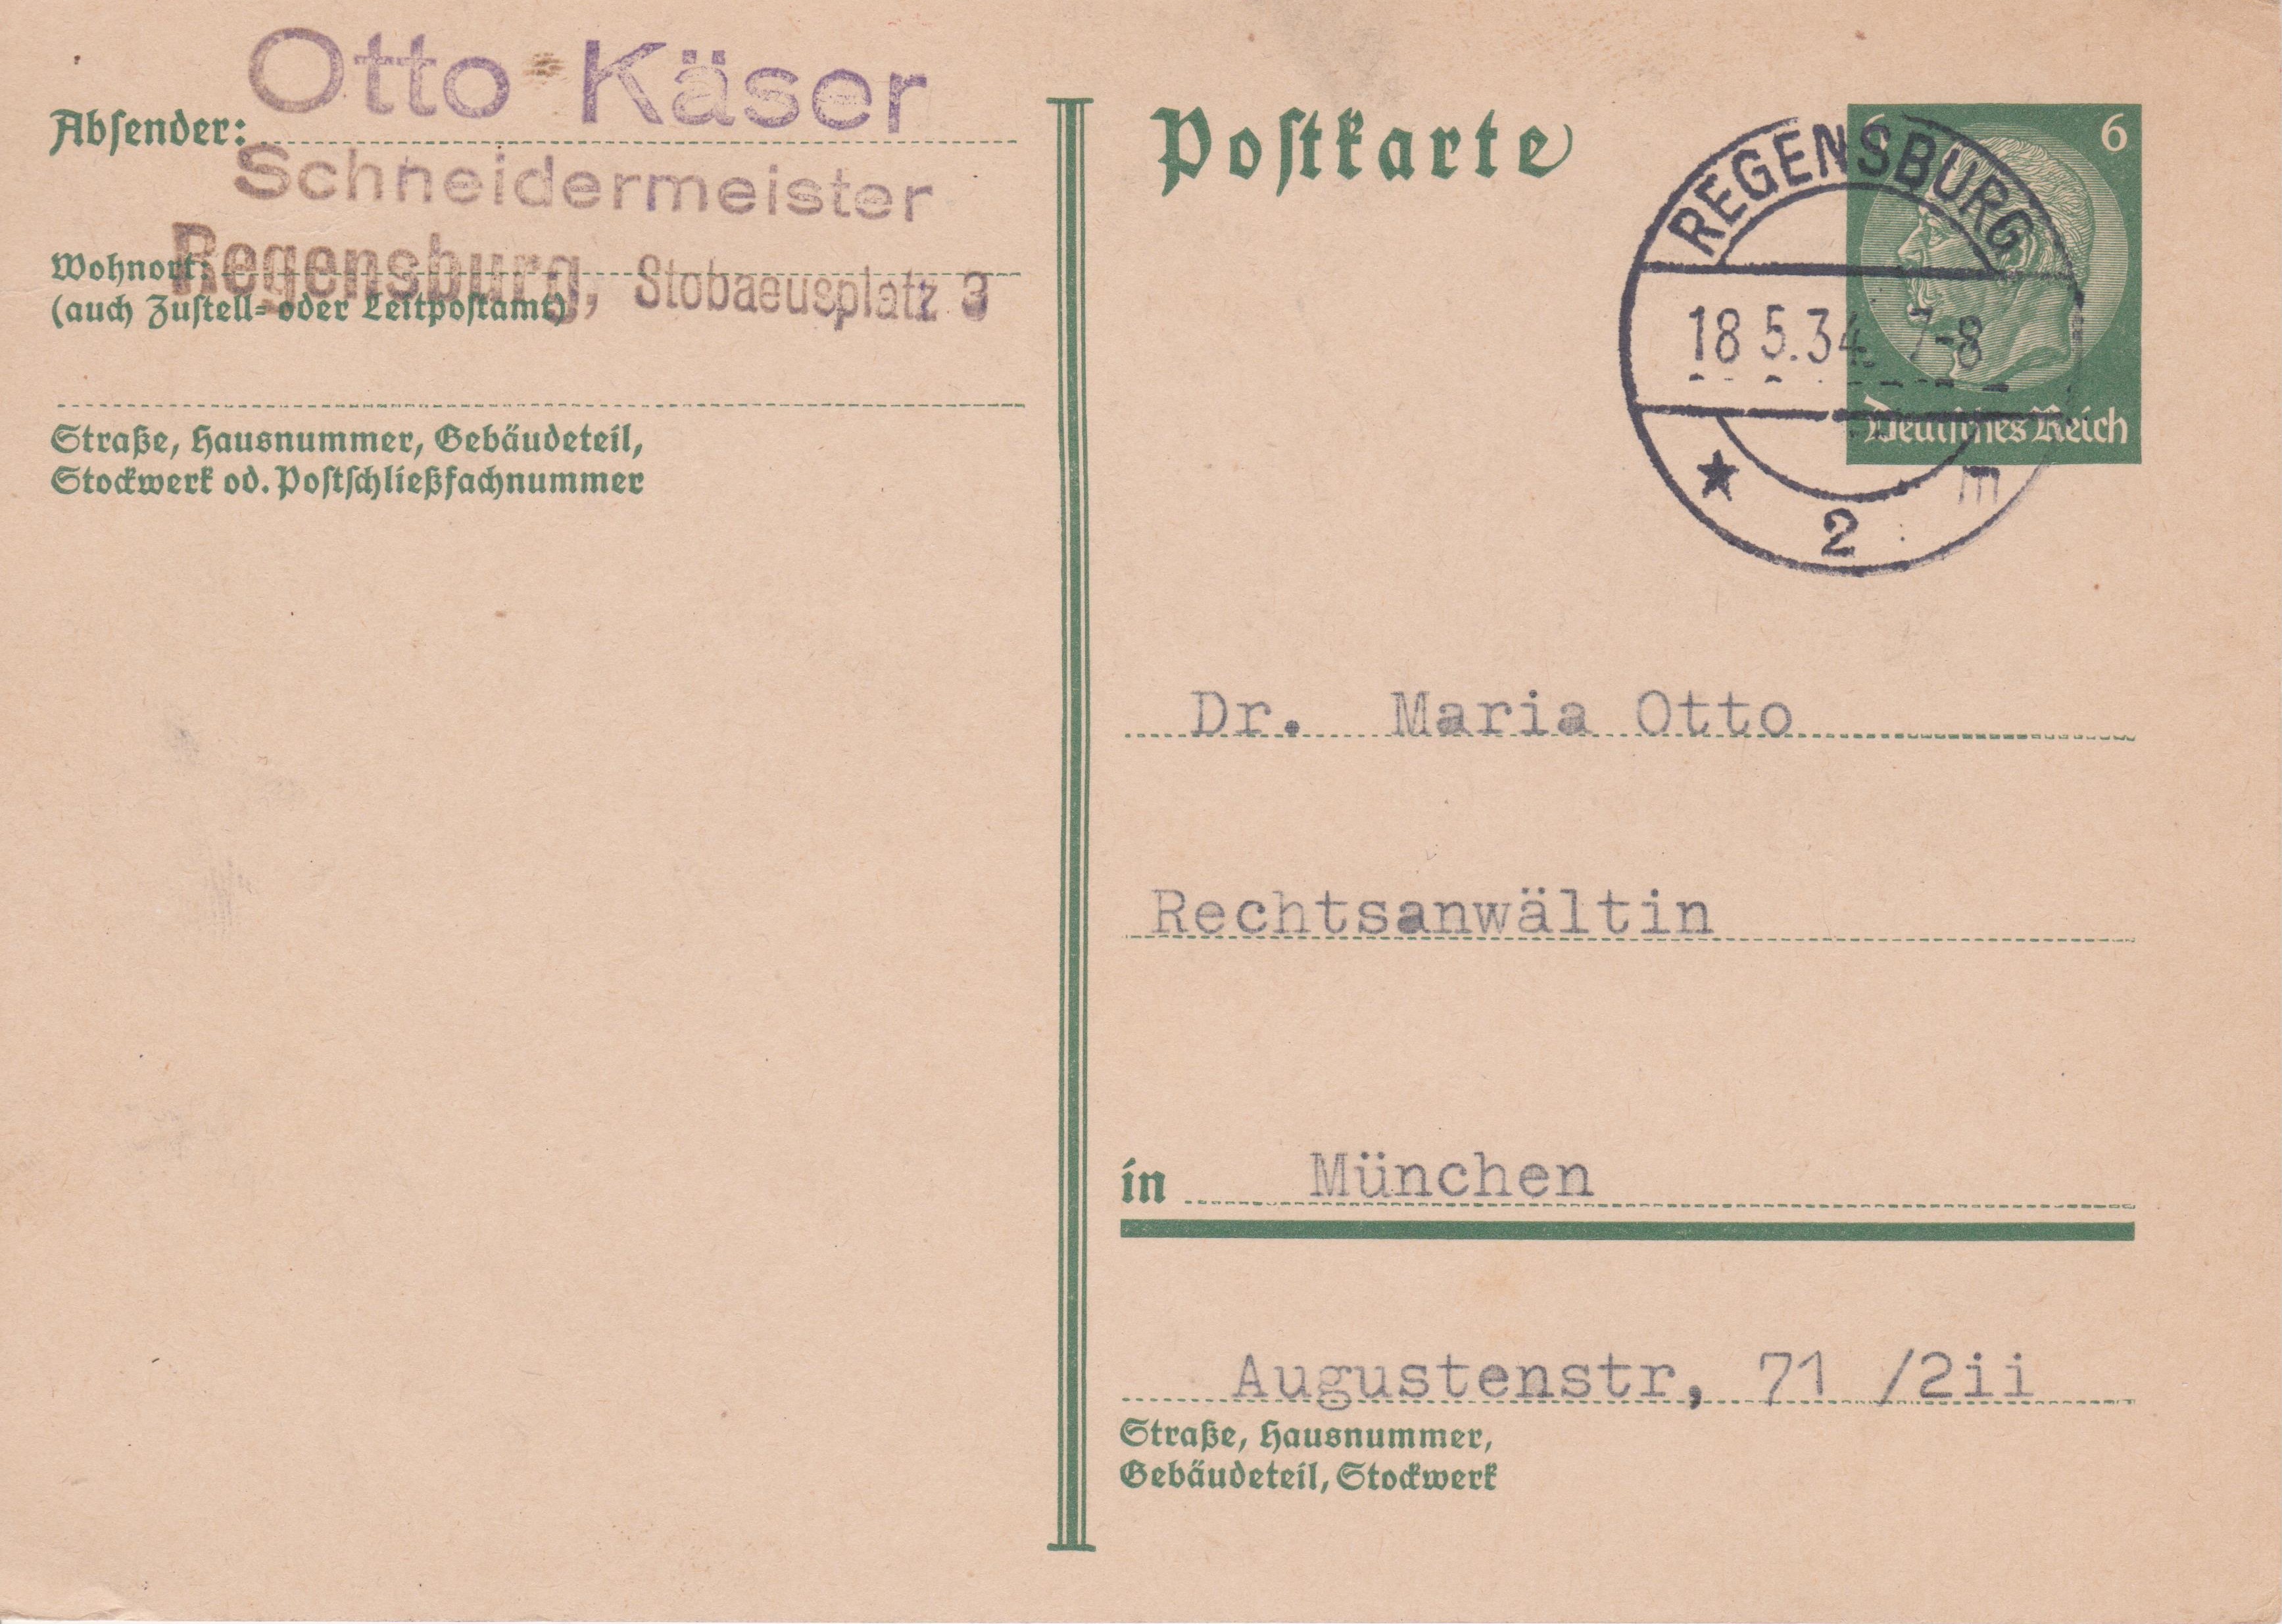 Otto Käser
Absender:
Schneidermeister
Wohnort:
Regensburg, Stobaeusplatz 3
(auch Zustell- oder Leitpostamt)
Straße, Hausnummer, Gebäudeteil,
Stockwerk od. Postschließfachnummer
Postkarte
6 6
Deutsches Reich
REGENSBURG
18 5.34. 7-8
2 m
Dr. Maria Otto
Rechtsanwältin
in München
Augustenstr, 71 /2ii
Straße, Hausnummer,
Gebäudeteil, Stockwerk